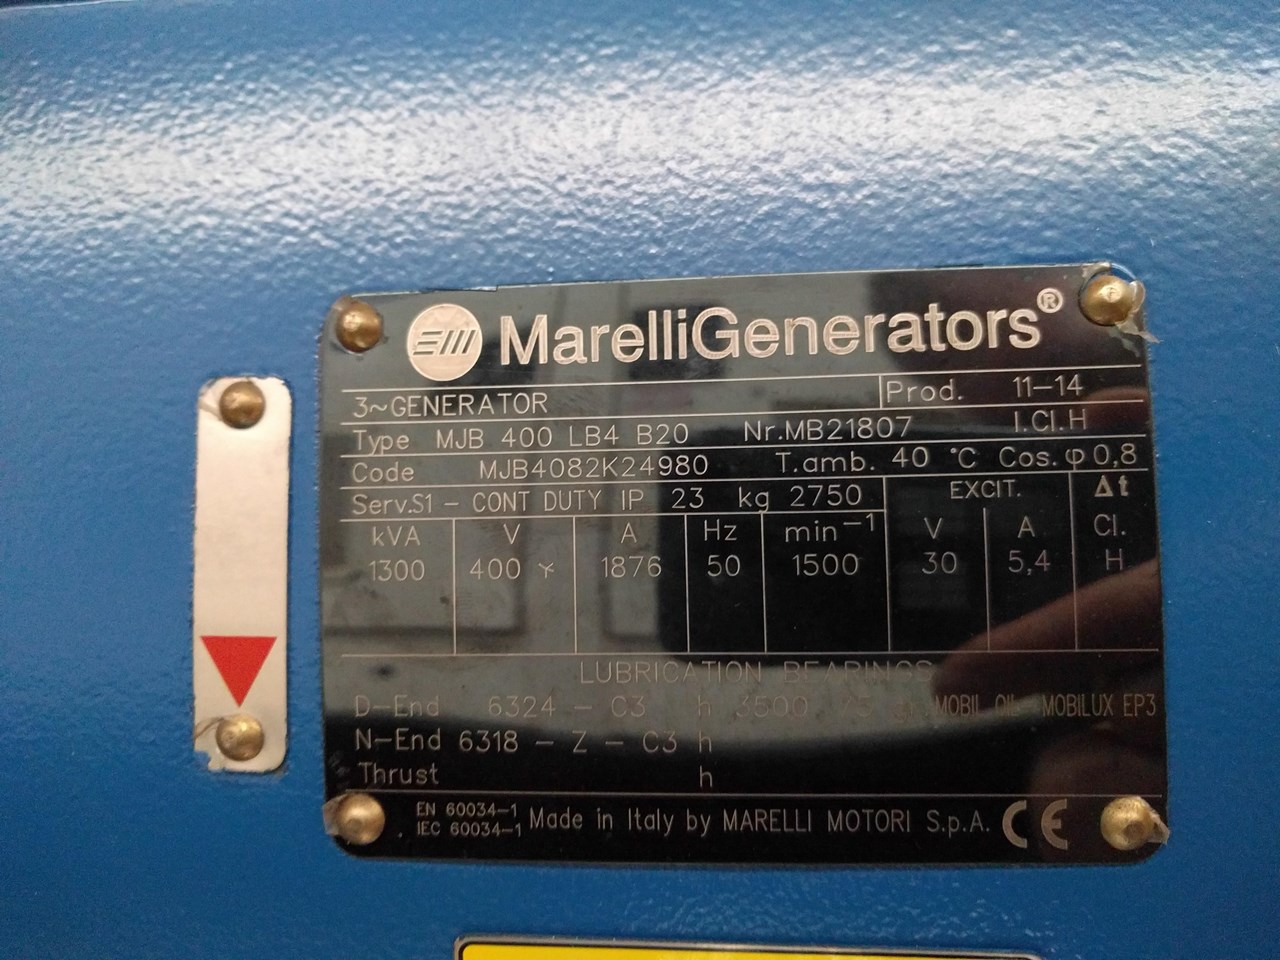 MarelliGenerators®
3~GENERATOR Prod. 11-14
Type MJB 400 LB4 B20 Nr.MB21807 I.Cl.H
Code MJB4082K24980 T.amb. 40 °C Cos. φ 0,8
Serv.S1 - CONT DUTY IP 23 kg 2750 EXCIT. Δt
kVA V A Hz min⁻¹ V A Cl.
1300 400 Y 1876 50 1500 30 5,4 H
LUBRICATION BEARINGS
D-End 6324 - C3 h 3500 75 gr MOBIL OIL - MOBILUX EP3
N-End 6318 - Z - C3 h
Thrust h
EN 60034-1
IEC 60034-1 Made in Italy by MARELLI MOTORI S.p.A. CE